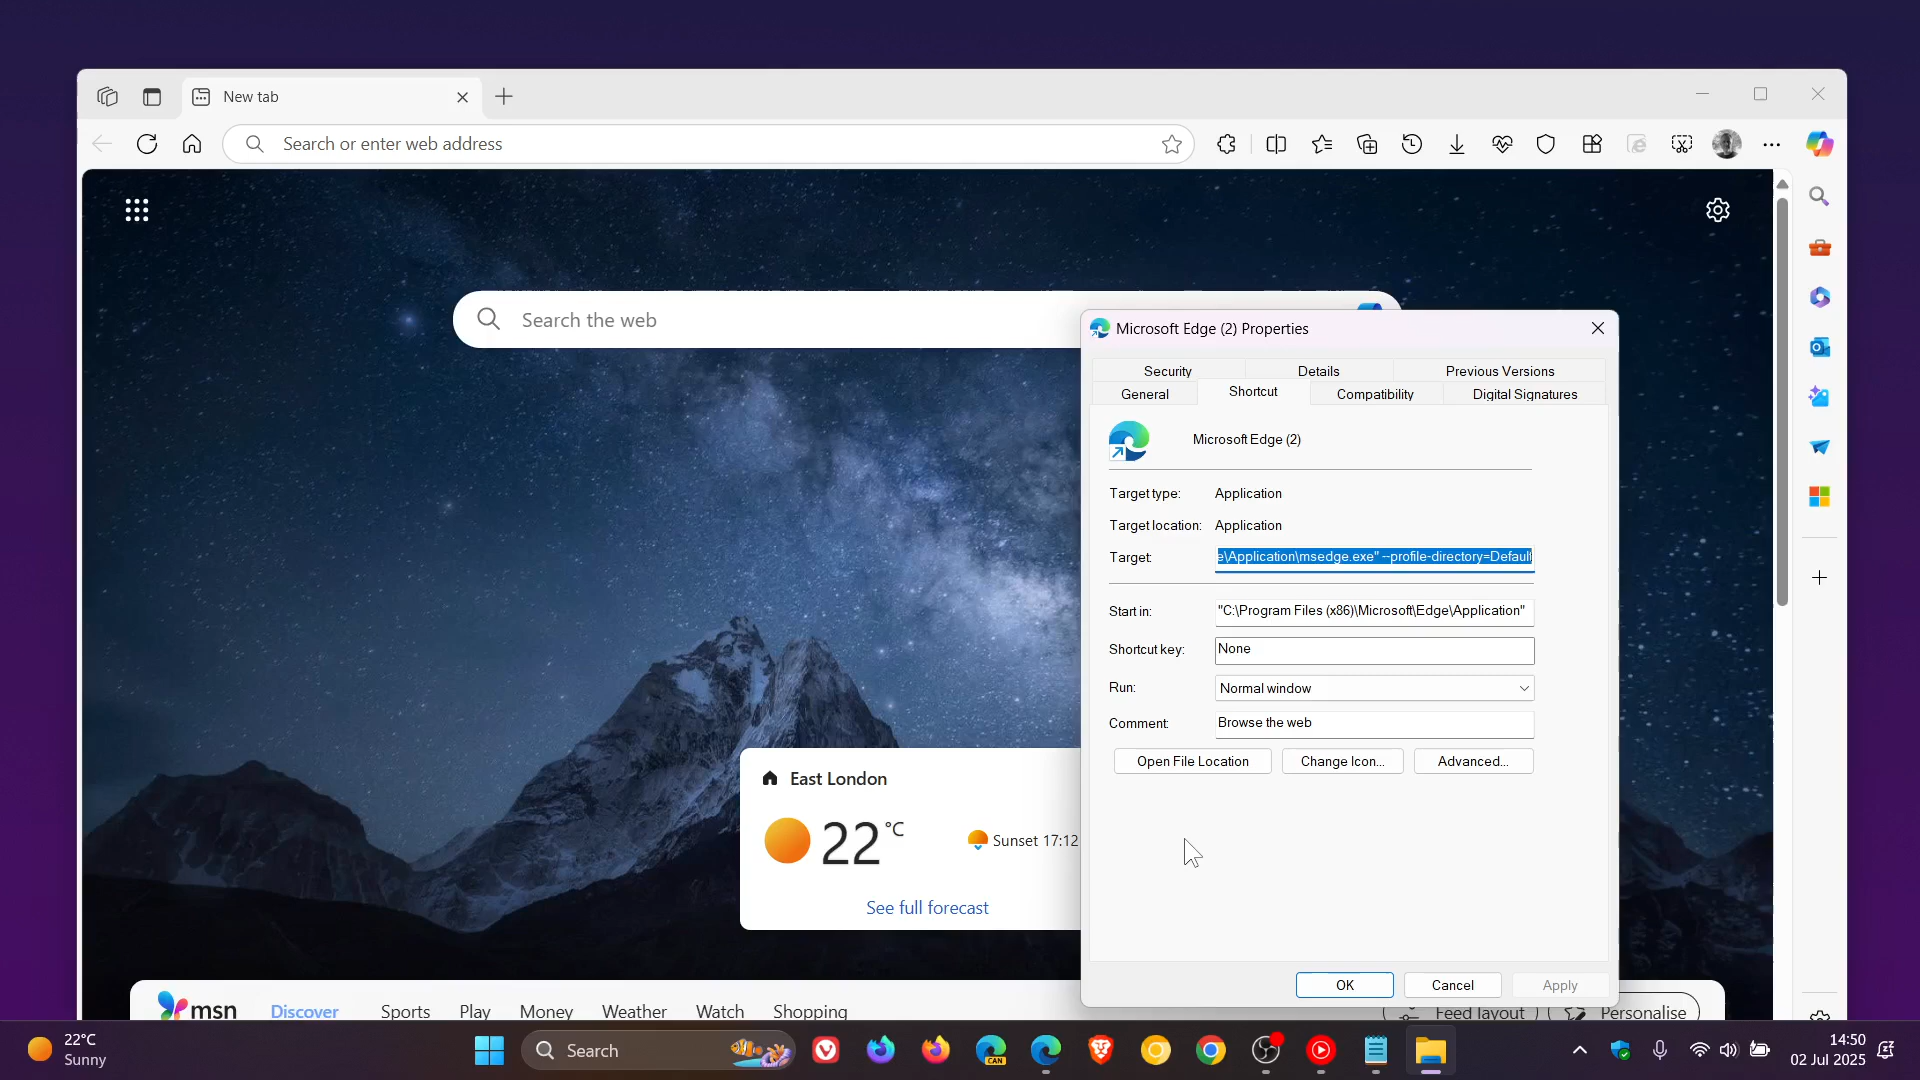 New tab
Search or enter web address
Search the web
Microsoft Edge (2) Properties
Security
Details
Previous Versions
General
Shortcut
Compatibility
Digital Signatures
Microsoft Edge (2)
Target type: Application
Target location: Application
Target: e\Application\msedge.exe" --profile-directory=Default
Start in: "C:\Program Files (x86)\Microsoft\Edge\Application"
Shortcut key: None
Run: Normal window
Comment: Browse the web
Open File Location
Change Icon...
Advanced...
OK
Cancel
Apply
East London
22 °C
Sunset 17:12
See full forecast
msn
Discover
Sports
Play
Money
Weather
Watch
Shopping
Feed layout
Personalise
22°C
Sunny
Search
CAN
14:50
02 Jul 2025